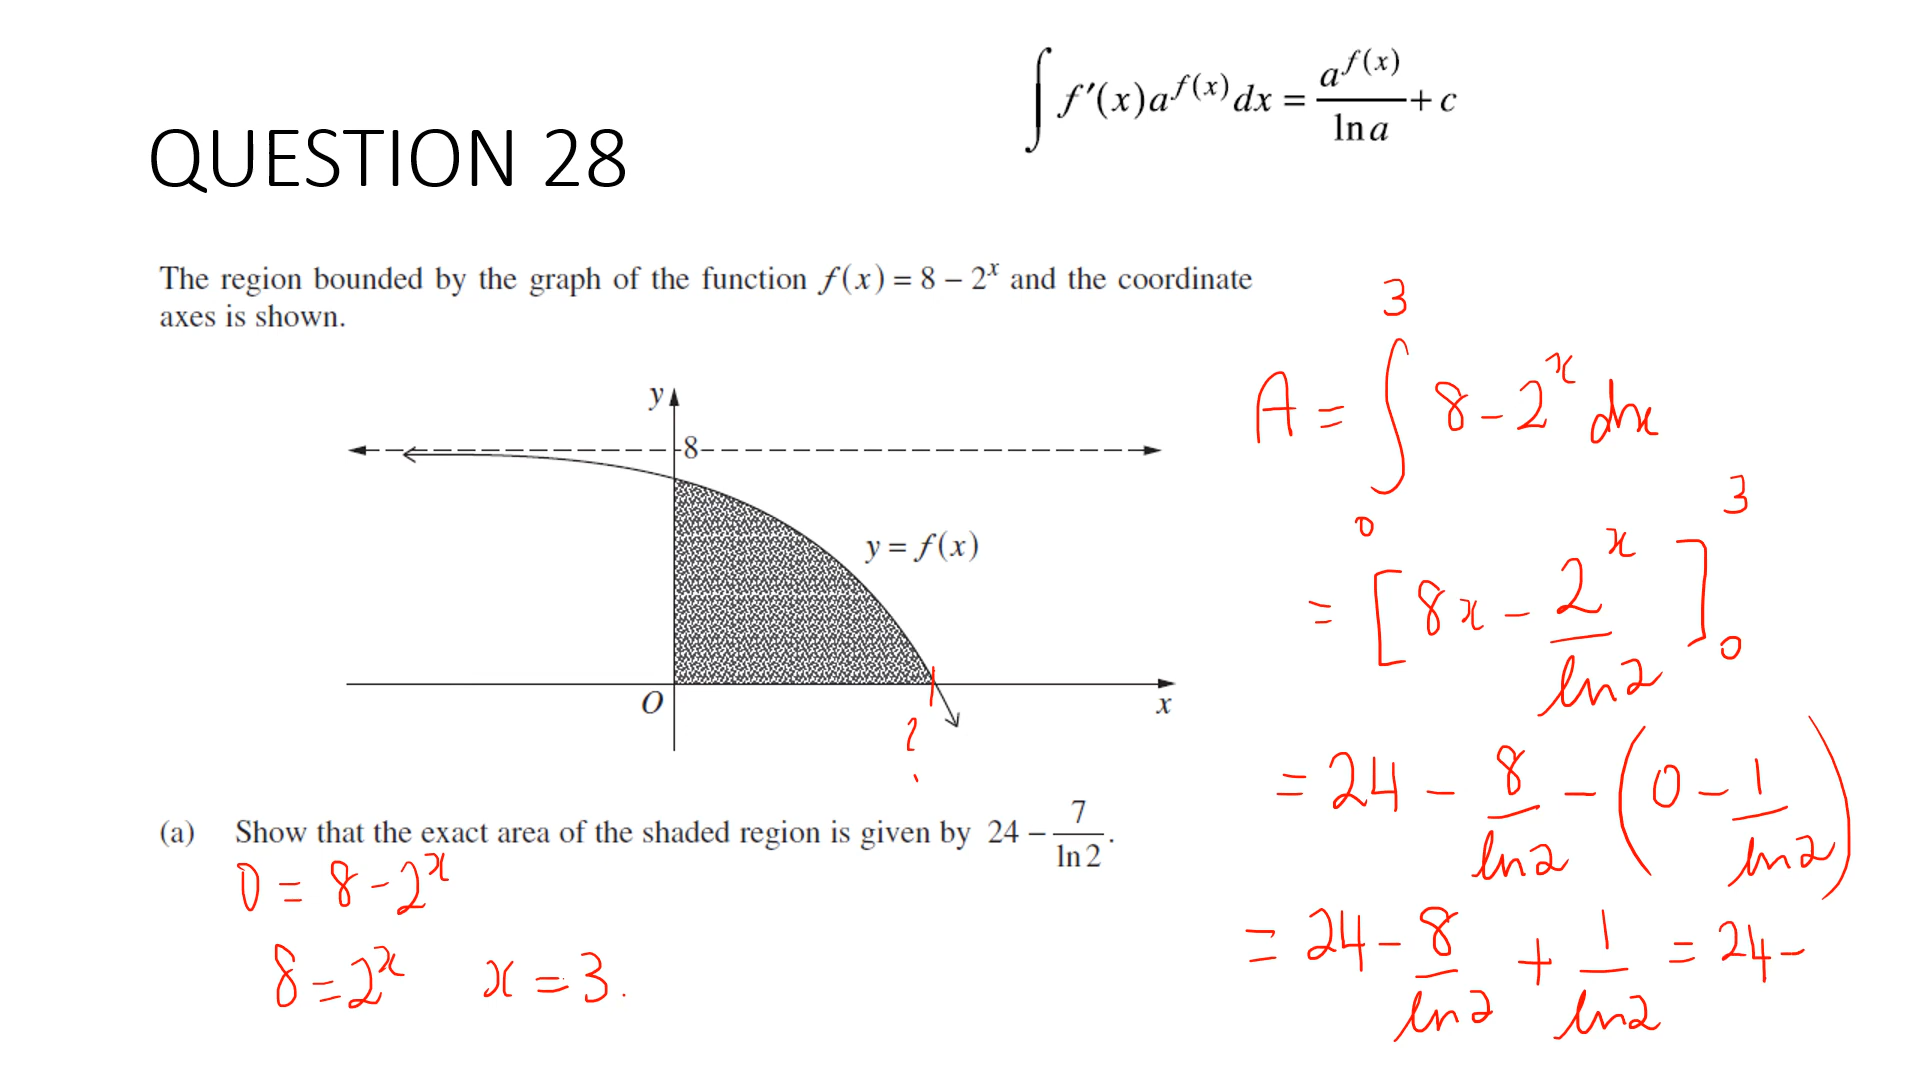 ∫ f′(x)a^f(x) dx = a^f(x) / ln a + c
QUESTION 28
The region bounded by the graph of the function f(x) = 8 – 2^x and the coordinate
axes is shown.
y
8
y = f(x)
O
x
?
(a) Show that the exact area of the shaded region is given by 24 – 7/ln 2.
0 = 8 - 2^x
8 = 2^x x = 3.
A = ∫_0^3 8 - 2^x dx
= [8x - 2^x/ln2]_0^3
= 24 - 8/ln2 - (0 - 1/ln2)
= 24 - 8/ln2 + 1/ln2 = 24 -